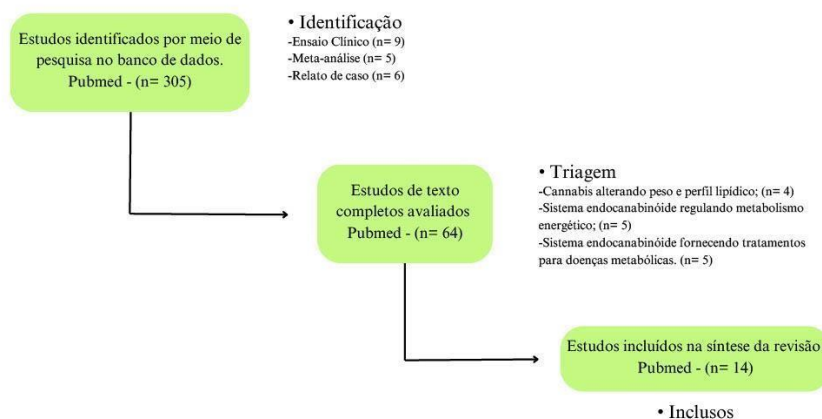 Estudos identificados por meio de
pesquisa no banco de dados.
Pubmed - (n= 305)
• Identificação
-Ensaio Clínico (n= 9)
-Meta-análise (n= 5)
-Relato de caso (n= 6)
Estudos de texto
completos avaliados
Pubmed - (n= 64)
• Triagem
-Cannabis alterando peso e perfil lipídico; (n= 4)
-Sistema endocanabinóide regulando metabolismo
energético; (n= 5)
-Sistema endocanabinóide fornecendo tratamentos
para doenças metabólicas. (n= 5)
Estudos incluídos na síntese da revisão
Pubmed - (n= 14)
• Inclusos